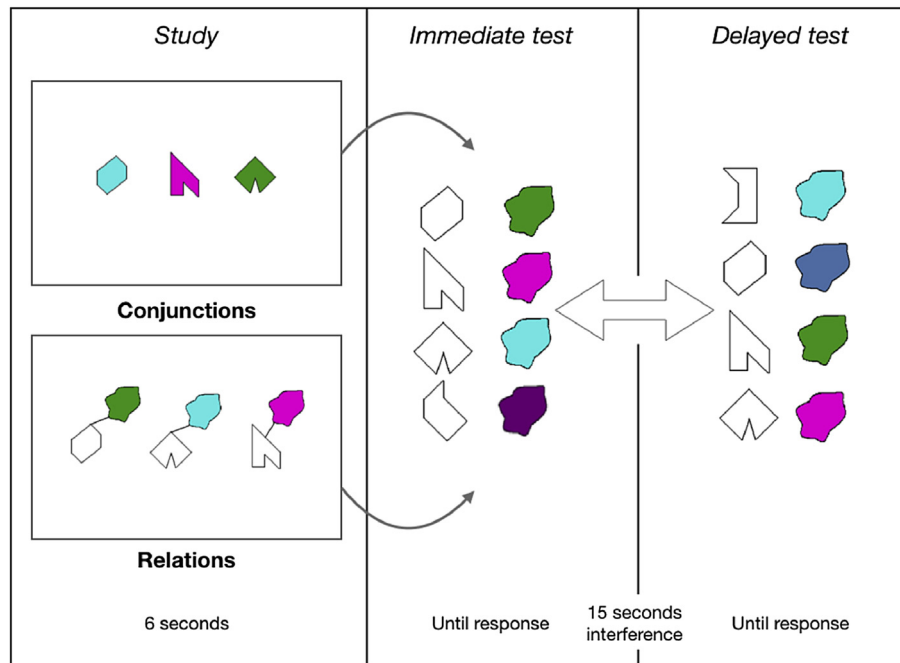 Study
Immediate test
Delayed test
Conjunctions
Relations
6 seconds
Until response
15 seconds
interference
Until response